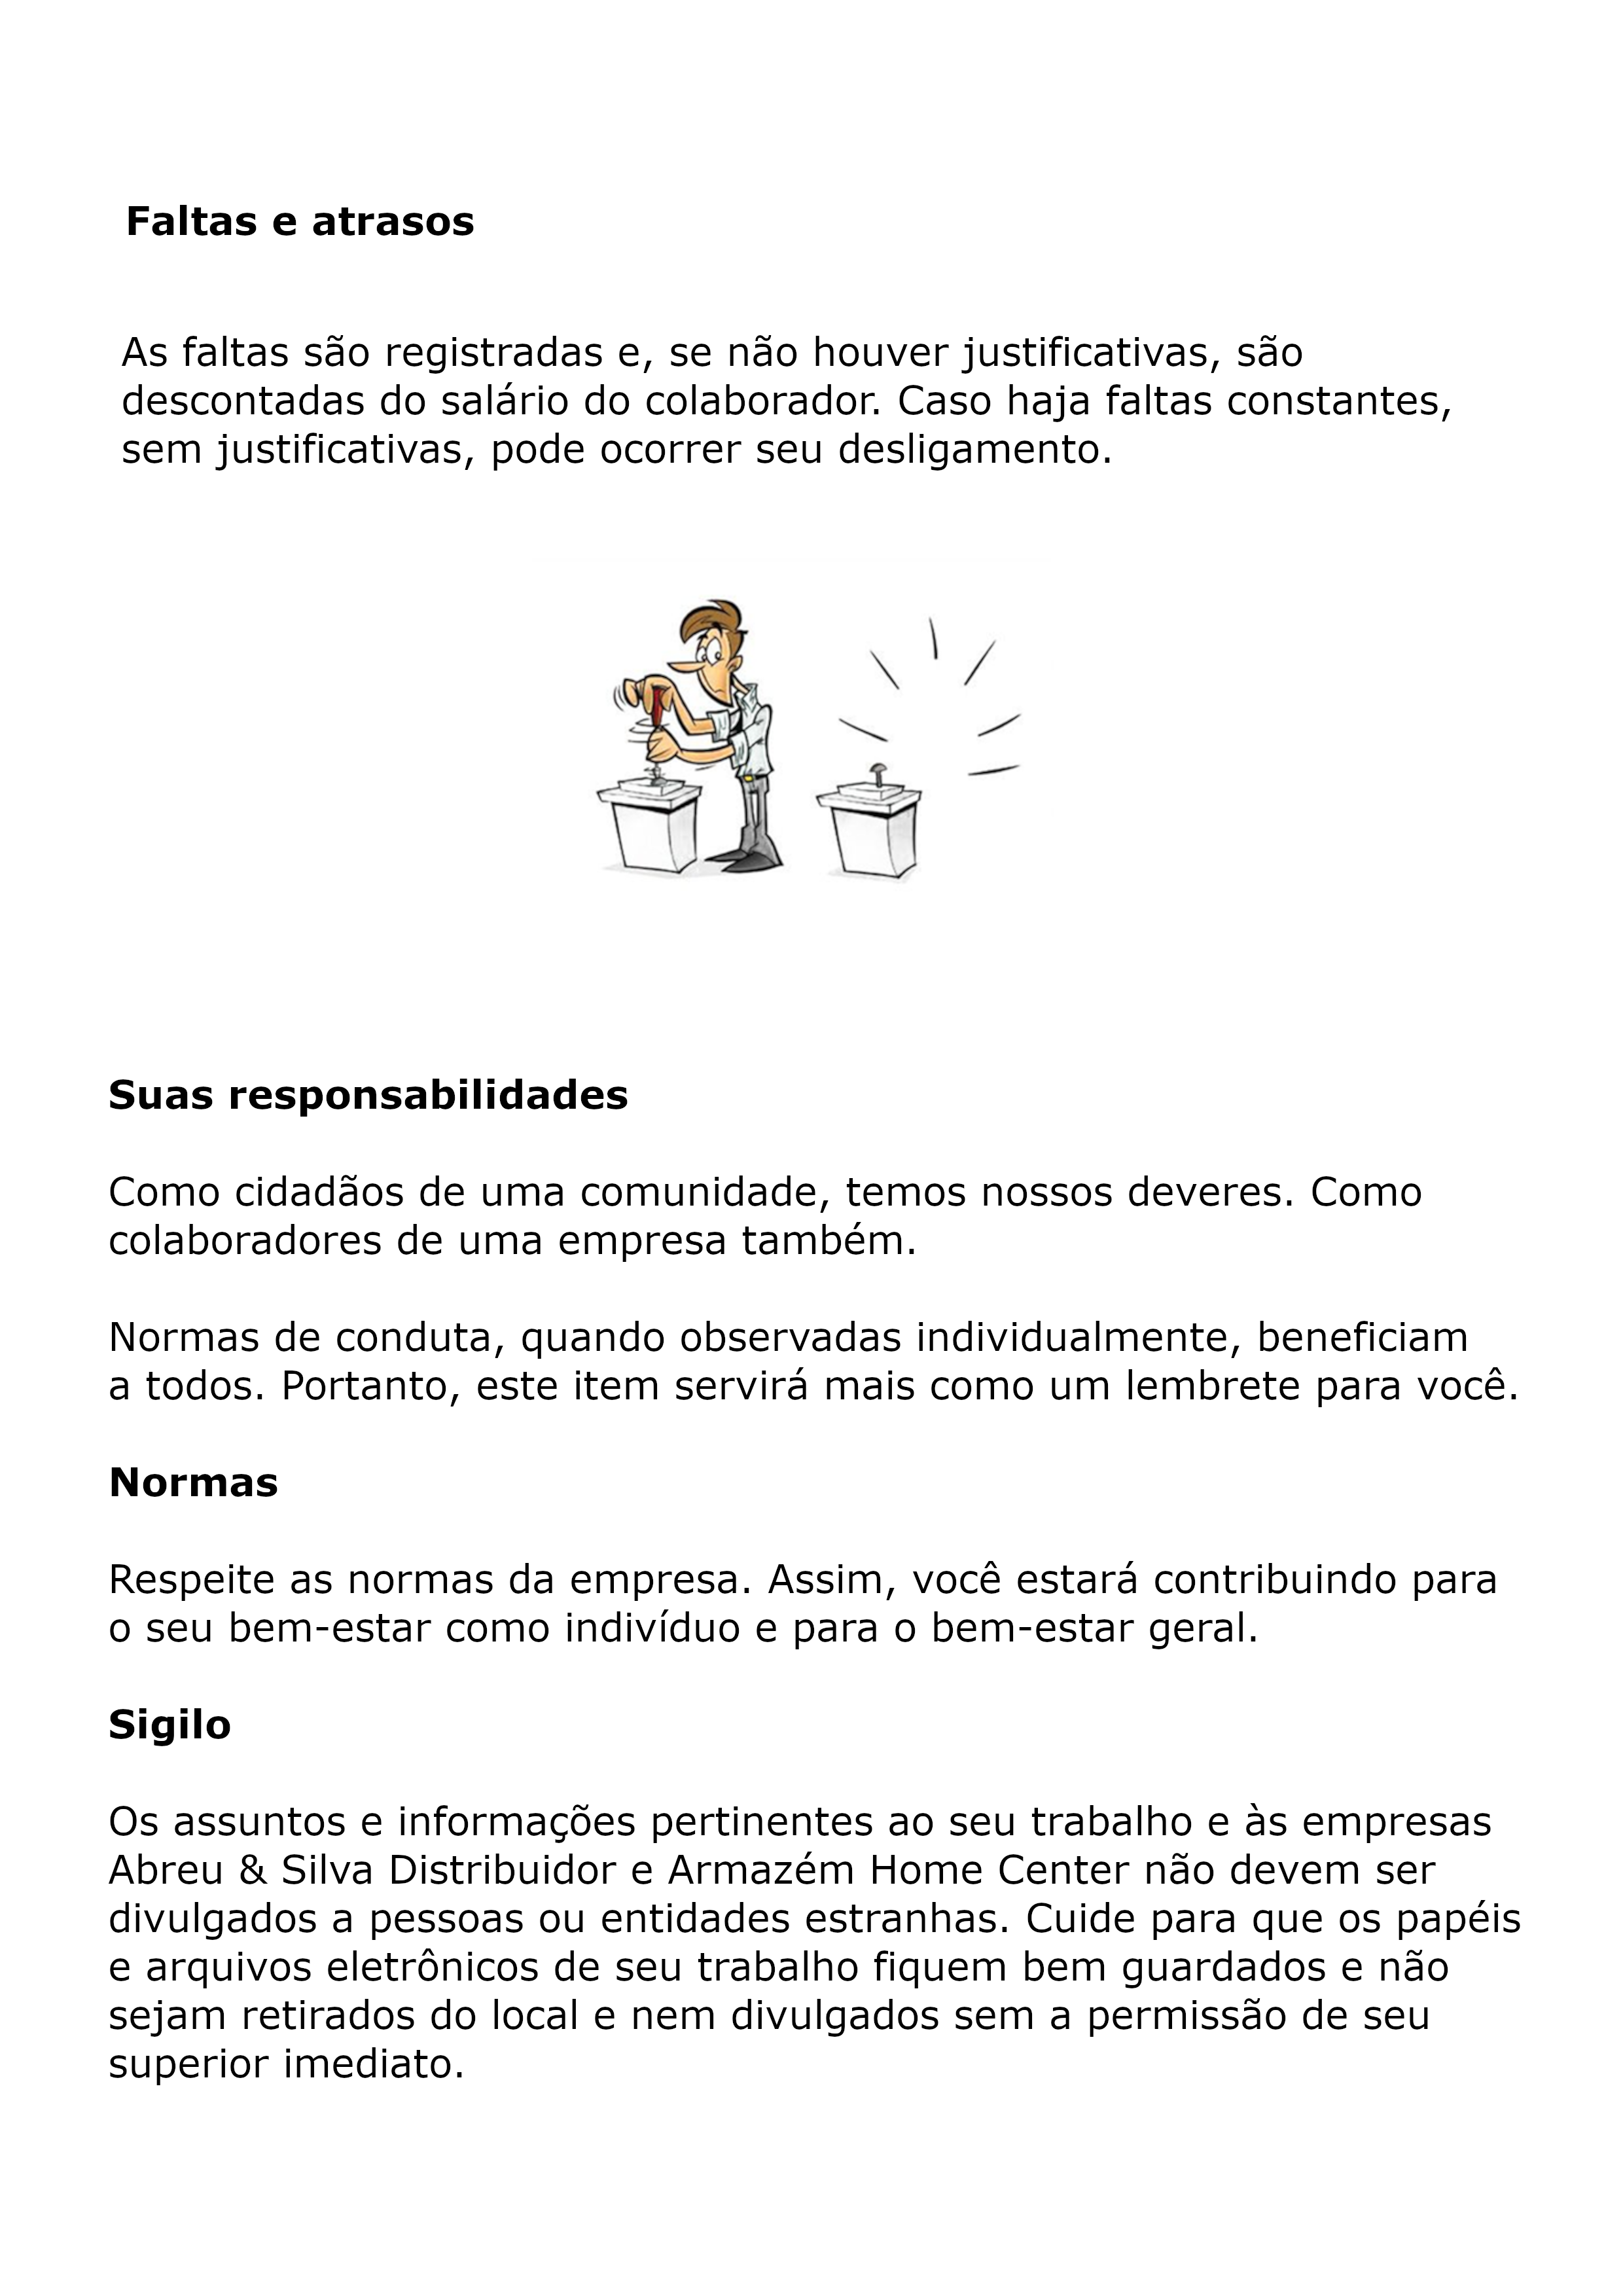 Faltas e atrasos
As faltas são registradas e, se não houver justificativas, são
descontadas do salário do colaborador. Caso haja faltas constantes,
sem justificativas, pode ocorrer seu desligamento.
Suas responsabilidades
Como cidadãos de uma comunidade, temos nossos deveres. Como
colaboradores de uma empresa também.
Normas de conduta, quando observadas individualmente, beneficiam
a todos. Portanto, este item servirá mais como um lembrete para você.
Normas
Respeite as normas da empresa. Assim, você estará contribuindo para
o seu bem-estar como indivíduo e para o bem-estar geral.
Sigilo
Os assuntos e informações pertinentes ao seu trabalho e às empresas
Abreu & Silva Distribuidor e Armazém Home Center não devem ser
divulgados a pessoas ou entidades estranhas. Cuide para que os papéis
e arquivos eletrônicos de seu trabalho fiquem bem guardados e não
sejam retirados do local e nem divulgados sem a permissão de seu
superior imediato.